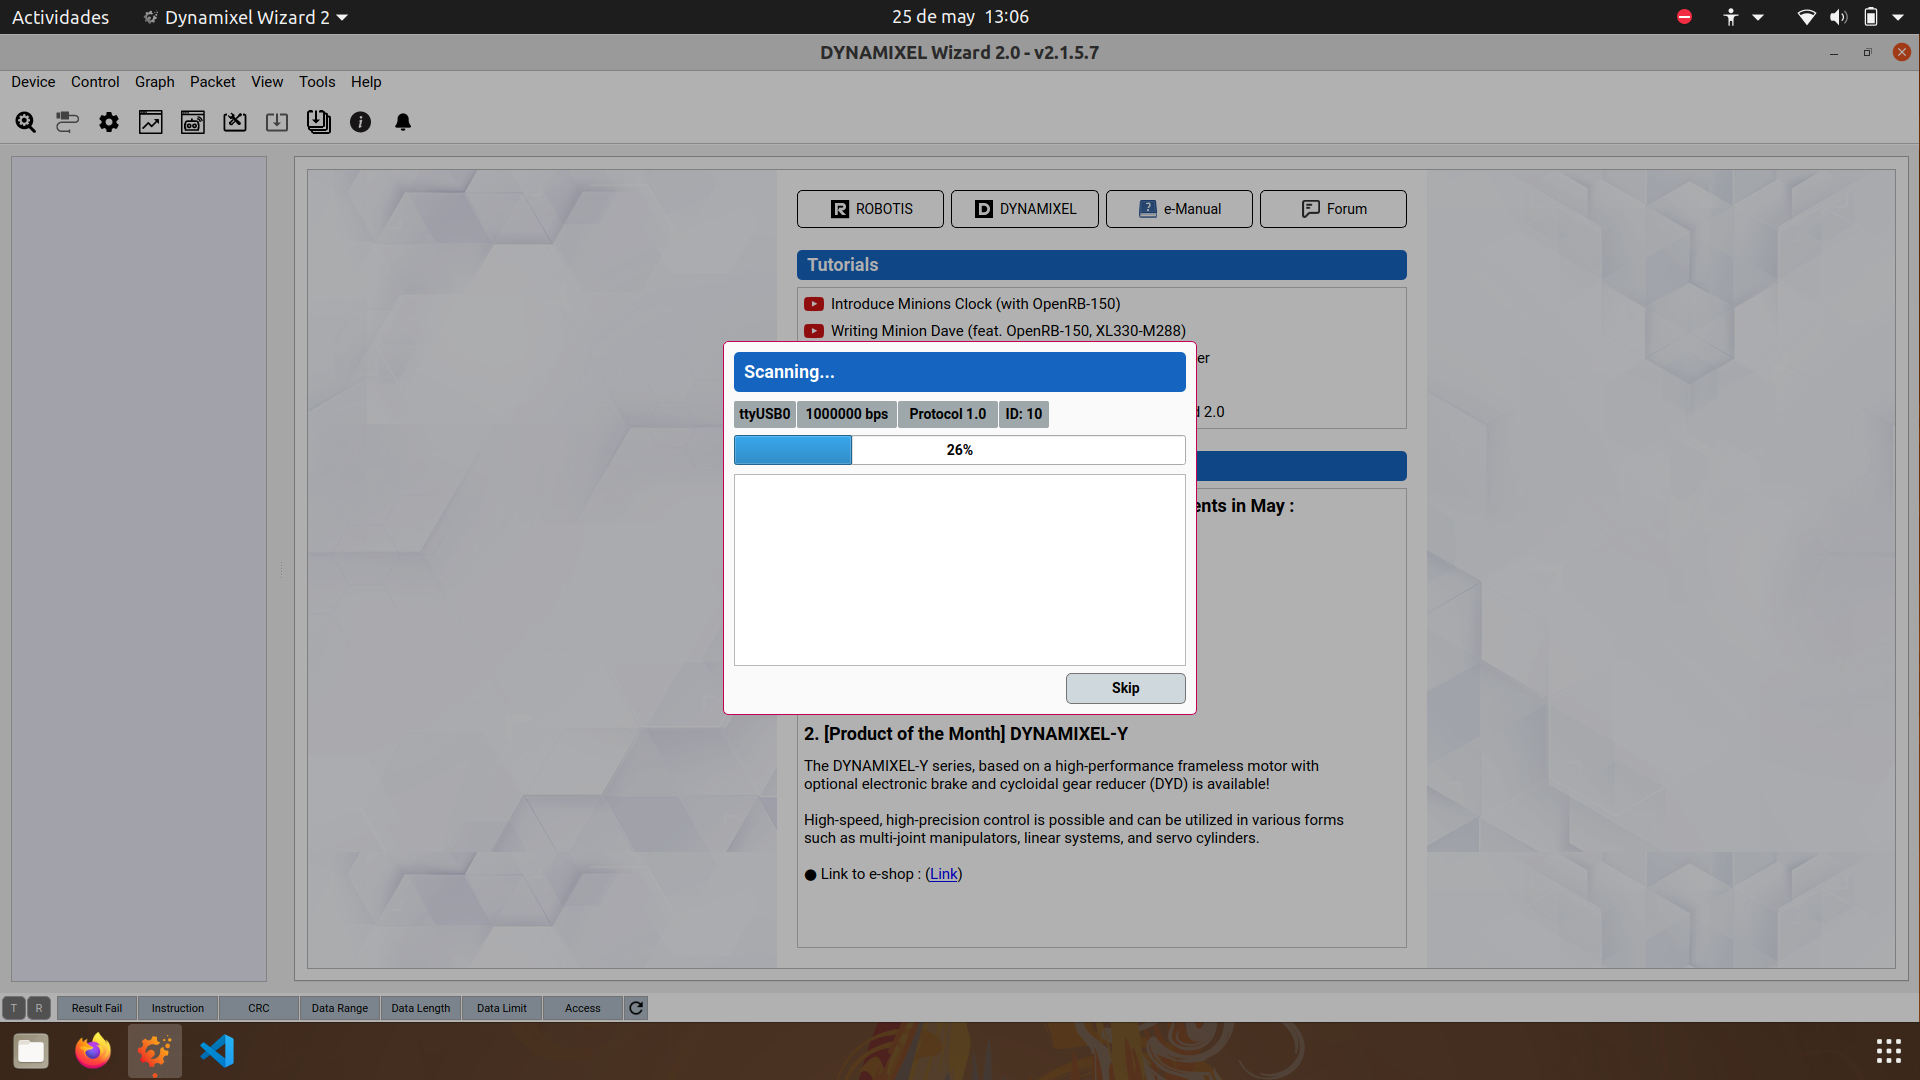 Actividades
Dynamixel Wizard 2
25 de may 13:06
DYNAMIXEL Wizard 2.0 - v2.1.5.7
Device Control Graph Packet View Tools Help
ROBOTIS
DYNAMIXEL
e-Manual
Forum
Tutorials
Introduce Minions Clock (with OpenRB-150)
Writing Minion Dave (feat. OpenRB-150, XL330-M288)
er
2.0
Scanning...
ttyUSB0 1000000 bps Protocol 1.0 ID: 10
26%
Skip
ents in May :
2. [Product of the Month] DYNAMIXEL-Y
The DYNAMIXEL-Y series, based on a high-performance frameless motor with
optional electronic brake and cycloidal gear reducer (DYD) is available!
High-speed, high-precision control is possible and can be utilized in various forms
such as multi-joint manipulators, linear systems, and servo cylinders.
● Link to e-shop : (Link)
T R Result Fail Instruction CRC Data Range Data Length Data Limit Access